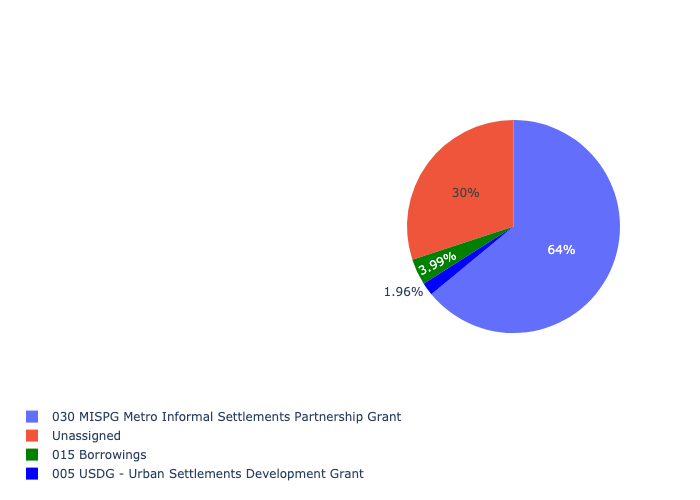 30%
64%
3.99%
1.96%
030 MISPG Metro Informal Settlements Partnership Grant
Unassigned
015 Borrowings
005 USDG - Urban Settlements Development Grant